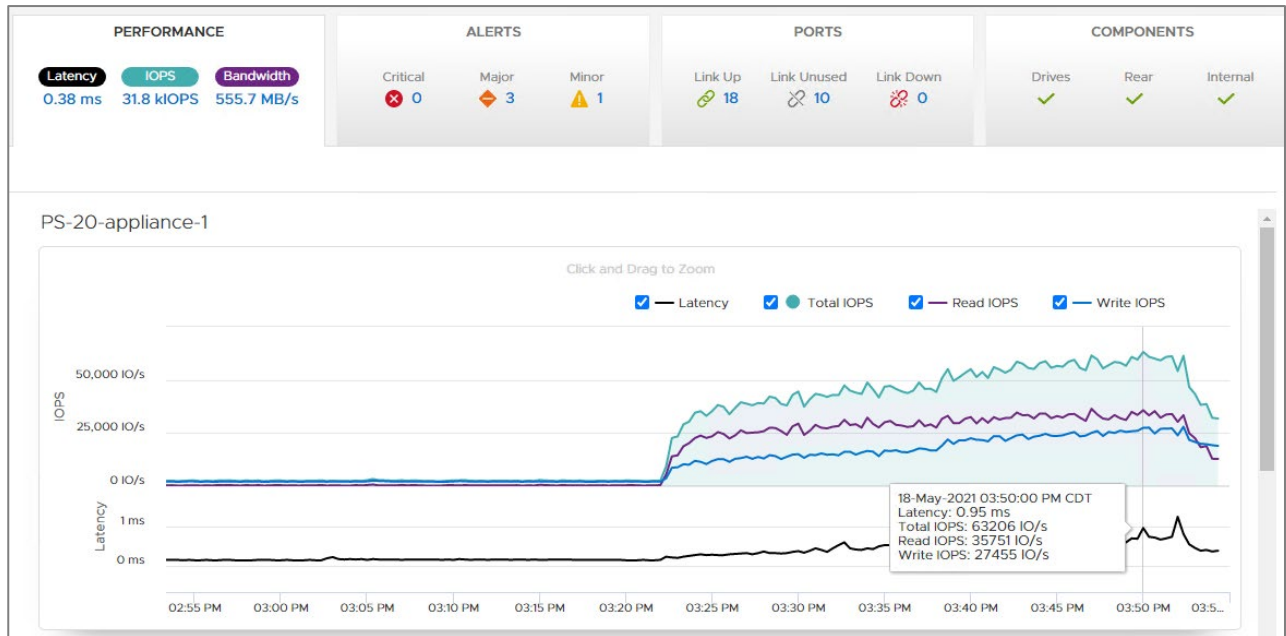 PERFORMANCE
ALERTS
PORTS
COMPONENTS
Latency IOPS Bandwidth
Critical Major Minor
Link Up Link Unused Link Down
Drives Rear Internal
0.38 ms 31.8 kIOPS 555.7 MB/s
0 3 1
18 10 0
PS-20-appliance-1
Click and Drag to Zoom
Latency Total IOPS Read IOPS Write IOPS
IOPS
50,000 IO/s
25,000 IO/s
0 IO/s
Latency
1 ms
0 ms
18-May-2021 03:50:00 PM CDT
Latency: 0.95 ms
Total IOPS: 63206 IO/s
Read IOPS: 35751 IO/s
Write IOPS: 27455 IO/s
02:55 PM 03:00 PM 03:05 PM 03:10 PM 03:15 PM 03:20 PM 03:25 PM 03:30 PM 03:35 PM 03:40 PM 03:45 PM 03:50 PM 03:5...